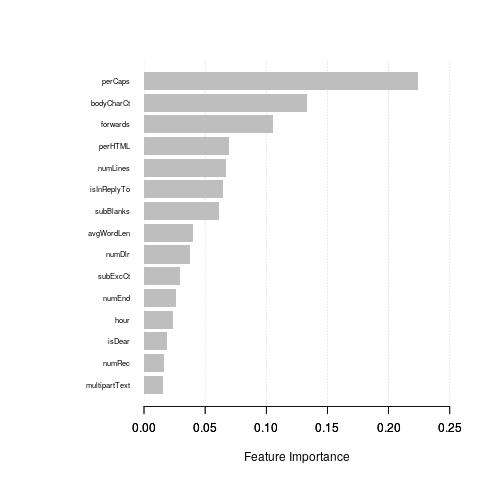 perCaps
bodyCharCt
forwards
perHTML
numLines
isInReplyTo
subBlanks
avgWordLen
numDlr
subExcCt
numEnd
hour
isDear
numRec
multipartText
0.00 0.05 0.10 0.15 0.20 0.25
Feature Importance